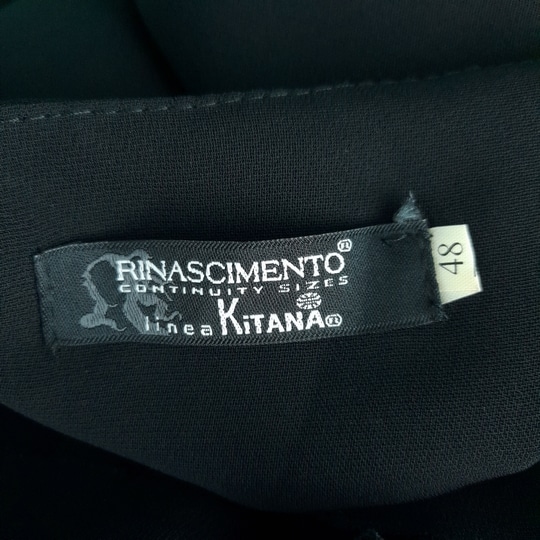 RINASCIMENTO®
CONTINUITY SIZES
linea KiTANA®
48